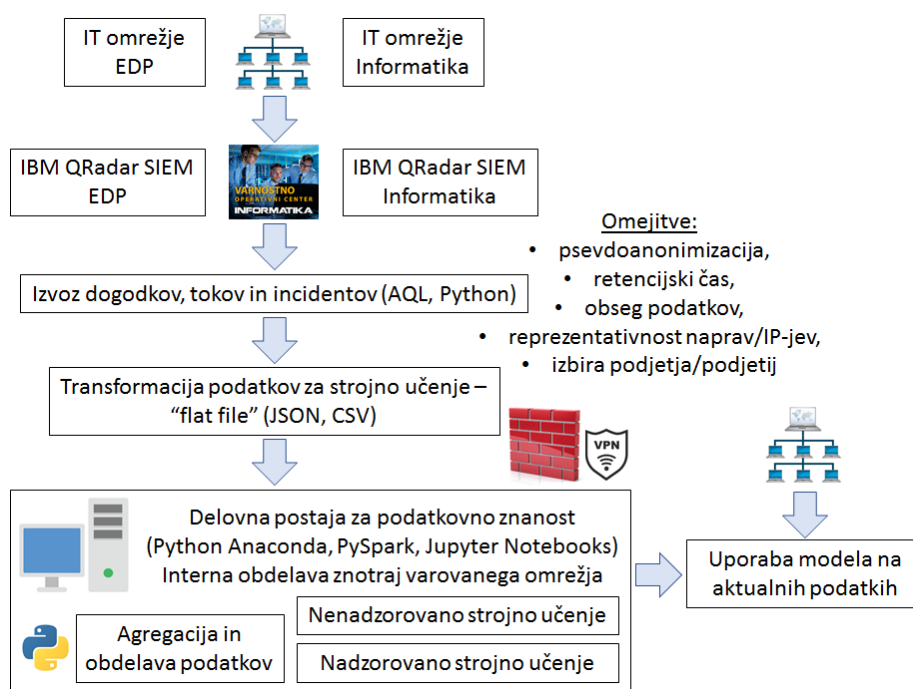 IT omrežje
EDP
IT omrežje
Informatika
IBM QRadar SIEM
EDP
VARNOSTNO
OPERATIVNI CENTER
INFORMATIKA
IBM QRadar SIEM
Informatika
Omejitve:
• psevdoanonimizacija,
• retencijski čas,
• obseg podatkov,
• reprezentativnost naprav/IP-jev,
• izbira podjetja/podjetij
Izvoz dogodkov, tokov in incidentov (AQL, Python)
Transformacija podatkov za strojno učenje –
“flat file” (JSON, CSV)
VPN
Delovna postaja za podatkovno znanost
(Python Anaconda, PySpark, Jupyter Notebooks)
Interna obdelava znotraj varovanega omrežja
Agregacija in
obdelava podatkov
Nenadzorovano strojno učenje
Nadzorovano strojno učenje
Uporaba modela na
aktualnih podatkih